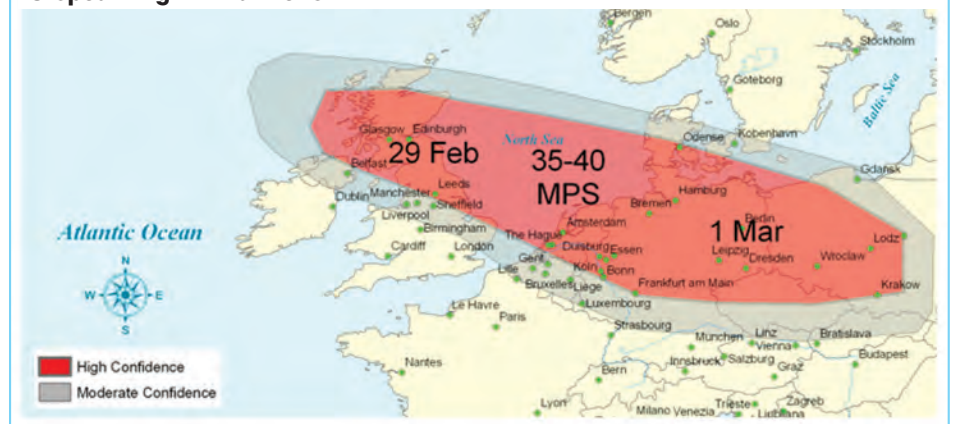 Bergen
Oslo
Stockholm
Goteborg
Baltic Sea
Glasgow Edinburgh
North Sea
Odense
Kobenhavn
29 Feb
35-40
MPS
Belfast
Gdansk
Leeds
Hamburg
Dublin
Manchester
Sheffield
Bremen
Liverpool
Amsterdam
Berlin
Atlantic Ocean
Birmingham
The Hague
1 Mar
Lodz
Cardiff
London
Duisburg
Essen
Leipzig
Wroclaw
Gent
Koln
Bonn
Dresden
N
Lille
Bruxelles
Liege
Frankfurt am Main
Krakow
W
E
Luxembourg
Le Havre
S
Paris
Strasbourg
Munchen
Linz
Bratislava
Vienna
High Confidence
Nantes
Innsbruck
Salzburg
Budapest
Bern
Graz
Moderate Confidence
Lyon
Milano
Venezia
Trieste
Zagreb
Ljubljana